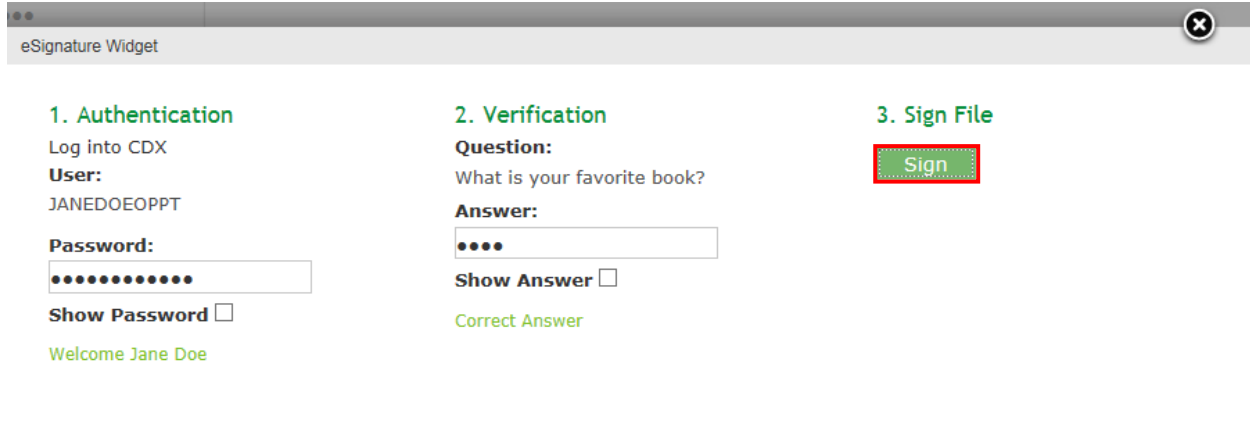 eSignature Widget
1. Authentication
Log into CDX
User:
JANEDOEOPPT
Password:
••••••••••••
Show Password
Welcome Jane Doe
2. Verification
Question:
What is your favorite book?
Answer:
••••
Show Answer
Correct Answer
3. Sign File
Sign